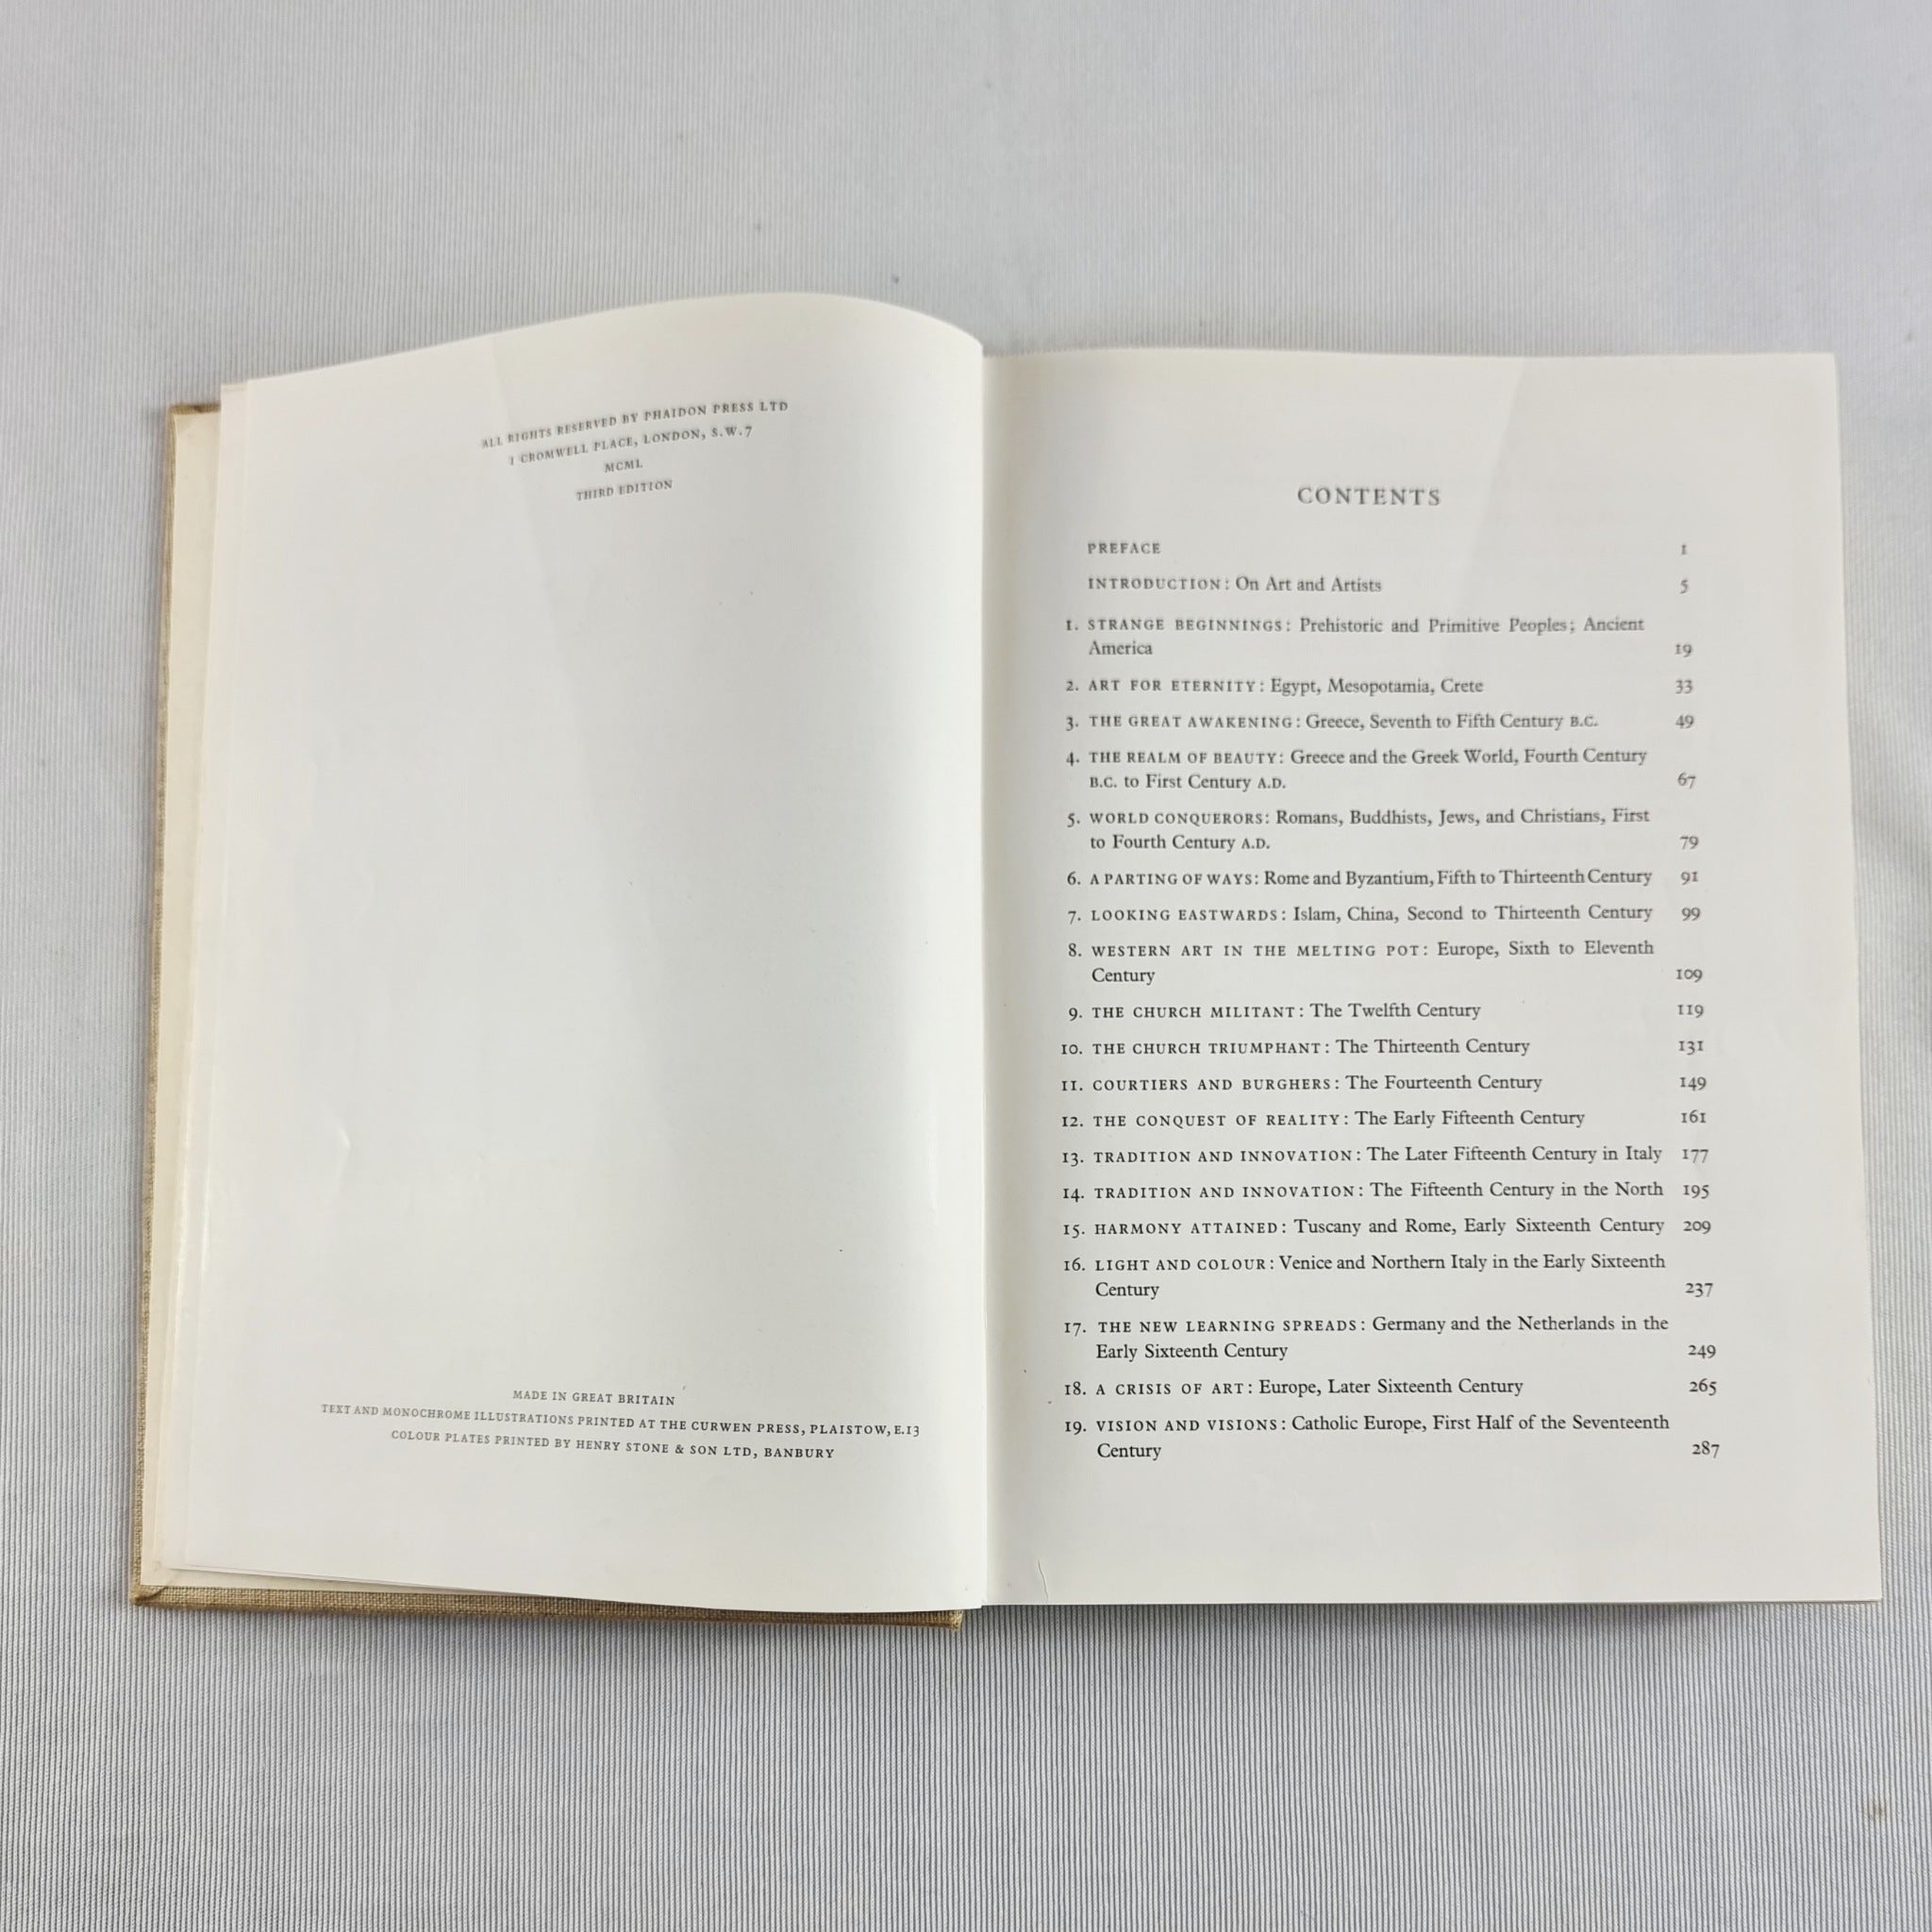 ALL RIGHTS RESERVED BY PHAIDON PRESS LTD
1 CROMWELL PLACE, LONDON, S.W.7
MCML
THIRD EDITION
MADE IN GREAT BRITAIN
TEXT AND MONOCHROME ILLUSTRATIONS PRINTED AT THE CURWEN PRESS, PLAISTOW, E.13
COLOUR PLATES PRINTED BY HENRY STONE & SON LTD, BANBURY
CONTENTS
PREFACE 1
INTRODUCTION: On Art and Artists 5
1. STRANGE BEGINNINGS: Prehistoric and Primitive Peoples; Ancient
America 19
2. ART FOR ETERNITY: Egypt, Mesopotamia, Crete 33
3. THE GREAT AWAKENING: Greece, Seventh to Fifth Century B.C. 49
4. THE REALM OF BEAUTY: Greece and the Greek World, Fourth Century
B.C. to First Century A.D. 67
5. WORLD CONQUERORS: Romans, Buddhists, Jews, and Christians, First
to Fourth Century A.D. 79
6. A PARTING OF WAYS: Rome and Byzantium, Fifth to Thirteenth Century 91
7. LOOKING EASTWARDS: Islam, China, Second to Thirteenth Century 99
8. WESTERN ART IN THE MELTING POT: Europe, Sixth to Eleventh
Century 109
9. THE CHURCH MILITANT: The Twelfth Century 119
10. THE CHURCH TRIUMPHANT: The Thirteenth Century 131
11. COURTIERS AND BURGHERS: The Fourteenth Century 149
12. THE CONQUEST OF REALITY: The Early Fifteenth Century 161
13. TRADITION AND INNOVATION: The Later Fifteenth Century in Italy 177
14. TRADITION AND INNOVATION: The Fifteenth Century in the North 195
15. HARMONY ATTAINED: Tuscany and Rome, Early Sixteenth Century 209
16. LIGHT AND COLOUR: Venice and Northern Italy in the Early Sixteenth
Century 237
17. THE NEW LEARNING SPREADS: Germany and the Netherlands in the
Early Sixteenth Century 249
18. A CRISIS OF ART: Europe, Later Sixteenth Century 265
19. VISION AND VISIONS: Catholic Europe, First Half of the Seventeenth
Century 287